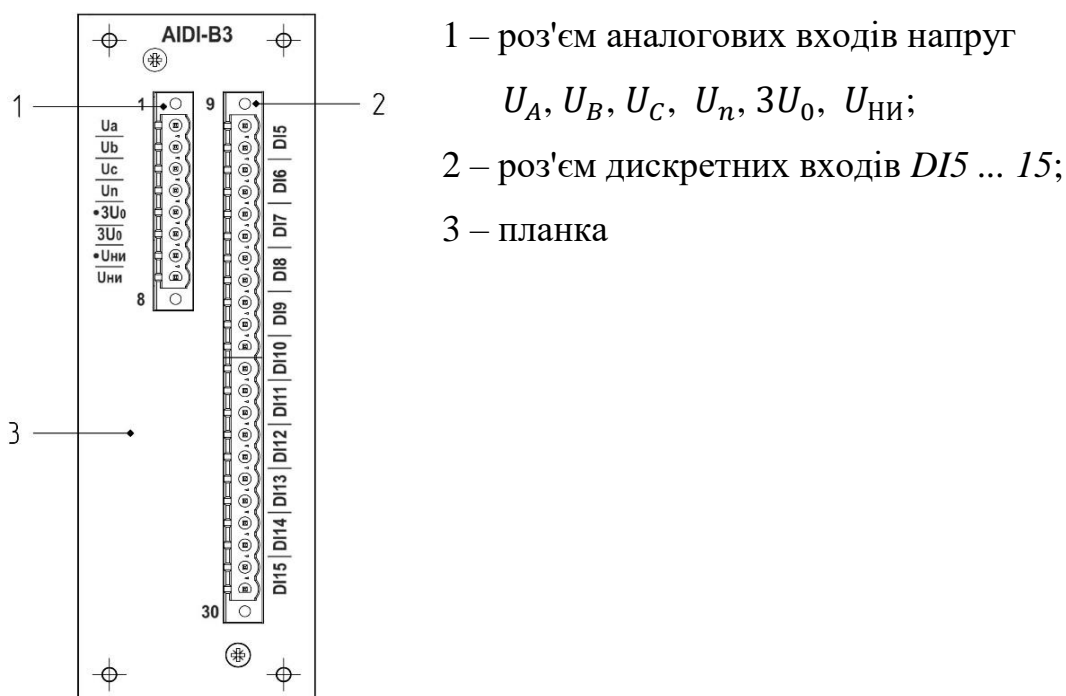 AIDI-B3
1
1
9
2
Ua
Ub
Uc
Un
•3U₀
3U₀
•Uни
Uни
8
DI5
DI6
DI7
DI8
DI9
DI10
DI11
DI12
DI13
DI14
DI15
30
3
1 – роз'єм аналогових входів напруг
U_A, U_B, U_C, U_n, 3U_0, U_НИ;
2 – роз'єм дискретних входів DI5 ... 15;
3 – планка